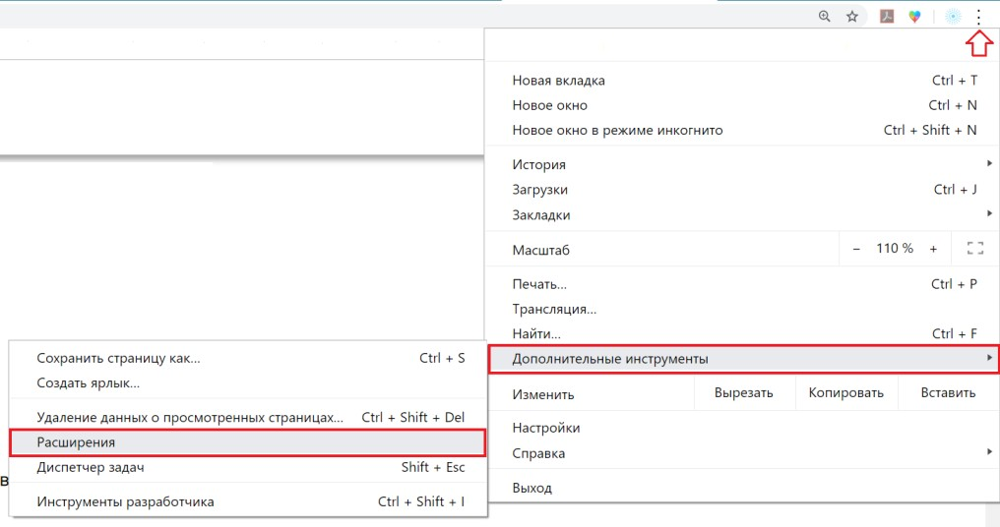 Новая вкладка Ctrl + T
Новое окно Ctrl + N
Новое окно в режиме инкогнито Ctrl + Shift + N
История
Загрузки Ctrl + J
Закладки
Масштаб – 110 % +
Печать... Ctrl + P
Трансляция...
Найти... Ctrl + F
Дополнительные инструменты
Изменить Вырезать Копировать Вставить
Настройки
Справка
Выход
Сохранить страницу как... Ctrl + S
Создать ярлык...
Удаление данных о просмотренных страницах... Ctrl + Shift + Del
Расширения
Диспетчер задач Shift + Esc
Инструменты разработчика Ctrl + Shift + I